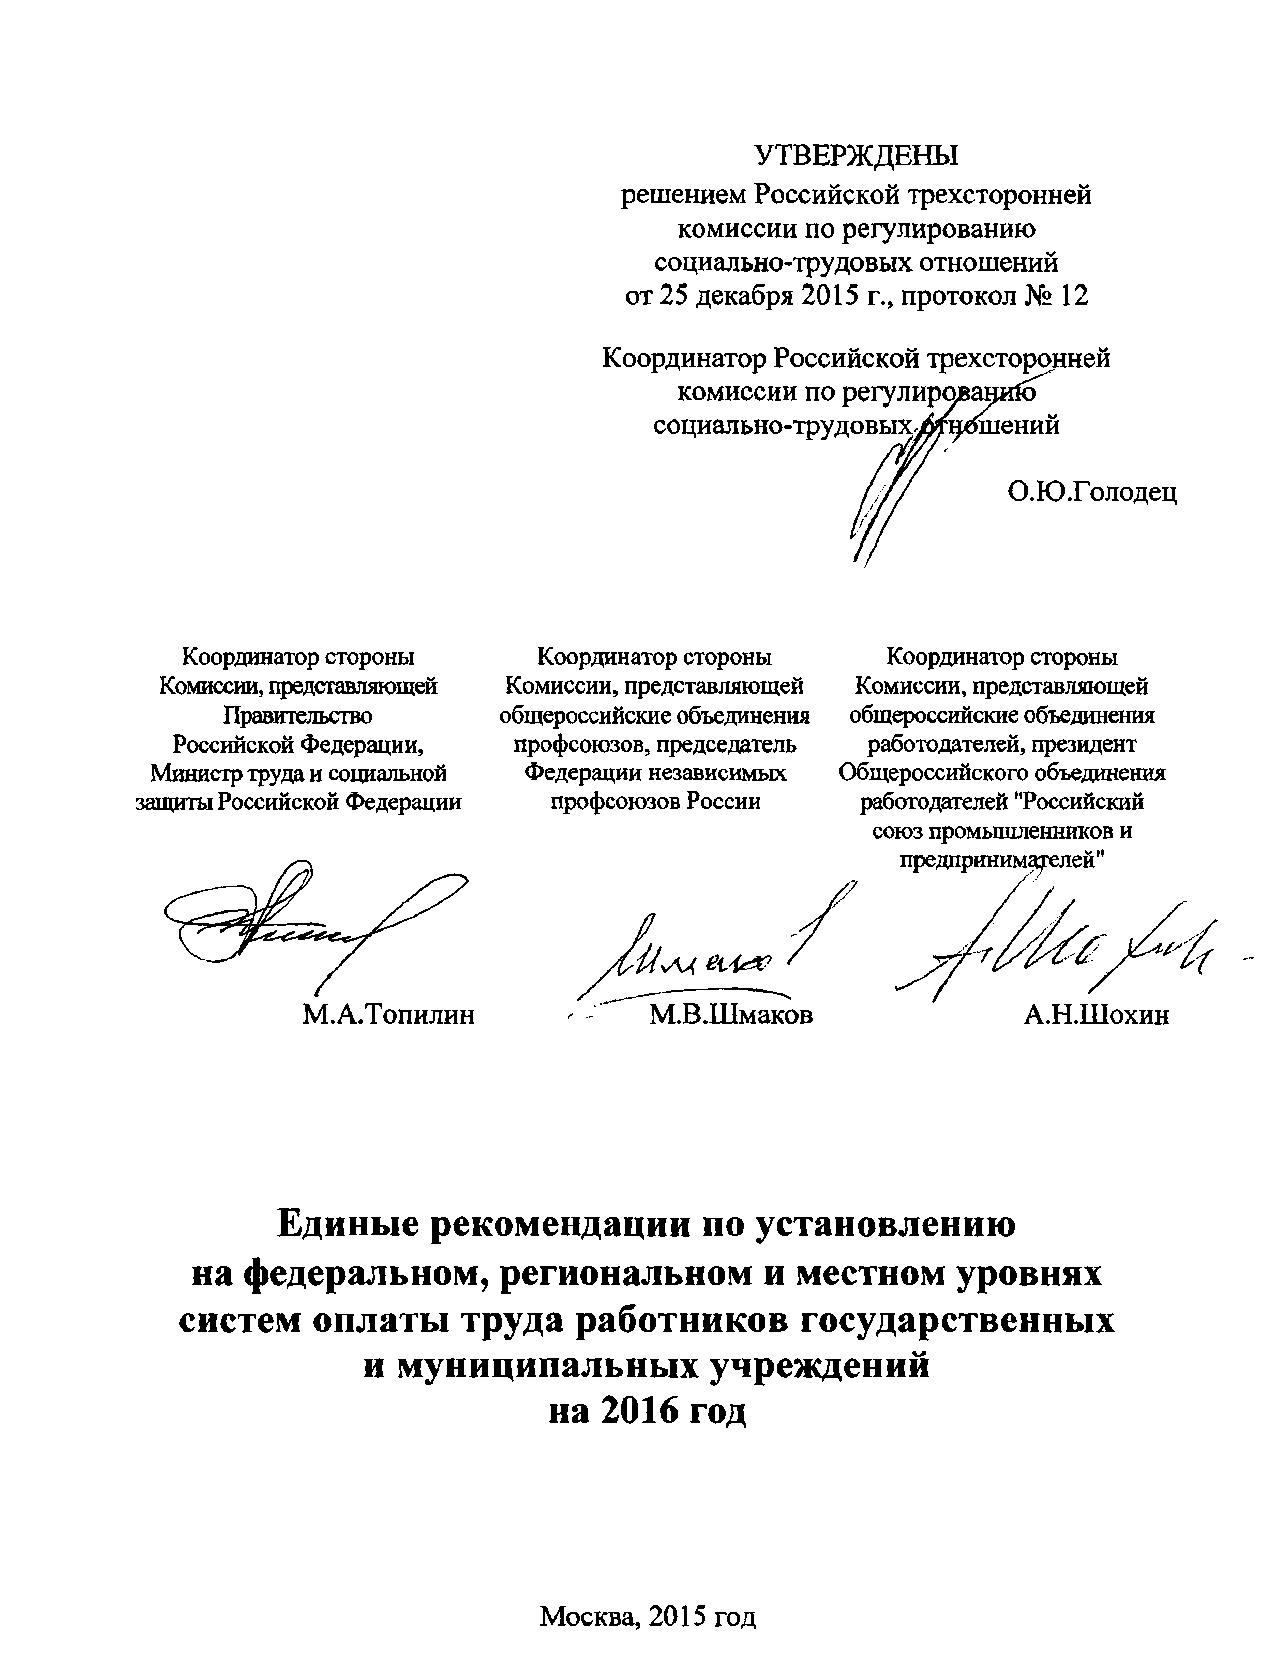 УТВЕРЖДЕНЫ
решением Российской трехсторонней
комиссии по регулированию
социально-трудовых отношений
от 25 декабря 2015 г., протокол № 12
Координатор Российской трехсторонней
комиссии по регулированию
социально-трудовых отношений
О.Ю.Голодец
Координатор стороны
Комиссии, представляющей
Правительство
Российской Федерации,
Министр труда и социальной
защиты Российской Федерации
М.А.Топилин
Координатор стороны
Комиссии, представляющей
общероссийские объединения
профсоюзов, председатель
Федерации независимых
профсоюзов России
М.В.Шмаков
Координатор стороны
Комиссии, представляющей
общероссийские объединения
работодателей, президент
Общероссийского объединения
работодателей "Российский
союз промышленников и
предпринимателей"
А.Н.Шохин
Единые рекомендации по установлению
на федеральном, региональном и местном уровнях
систем оплаты труда работников государственных
и муниципальных учреждений
на 2016 год
Москва, 2015 год